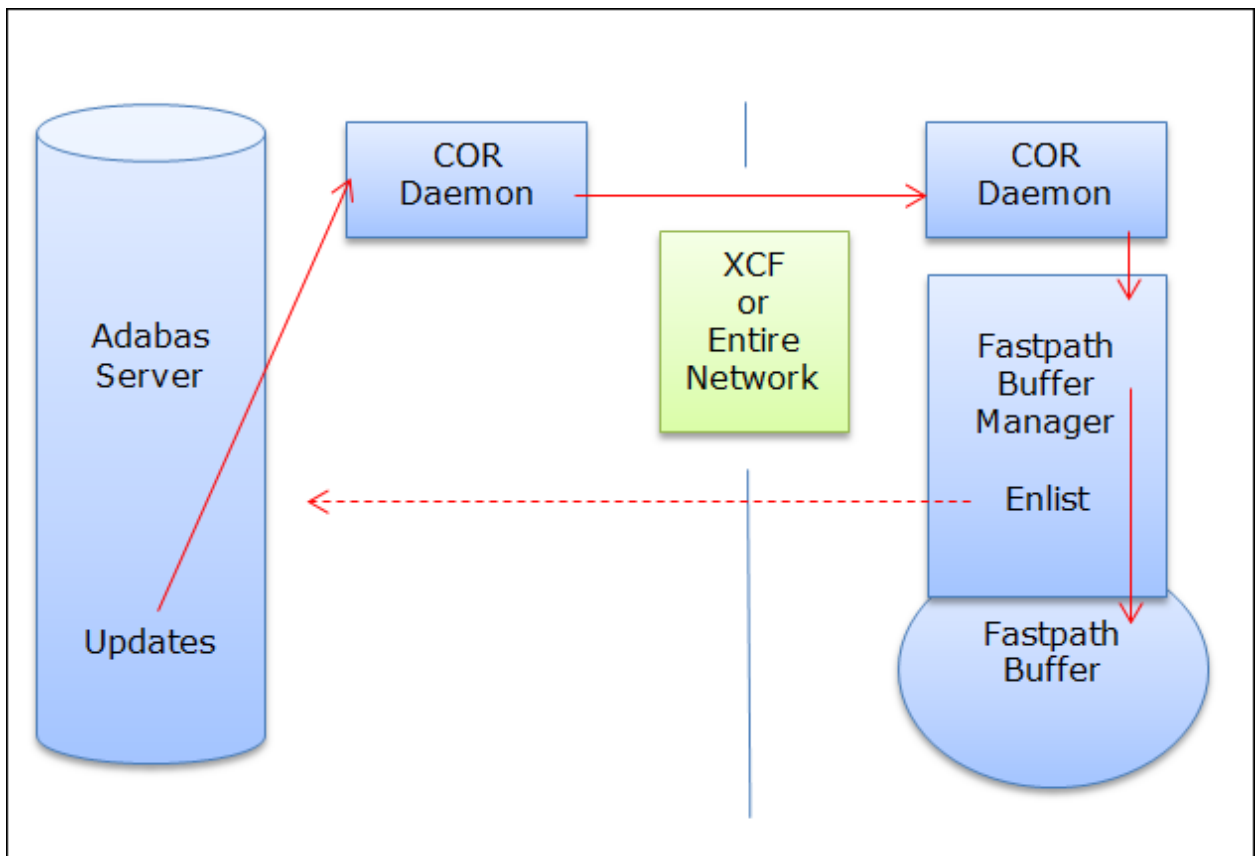 COR
Daemon
COR
Daemon
XCF
or
Entire
Network
Adabas
Server
Fastpath
Buffer
Manager
Enlist
Updates
Fastpath
Buffer